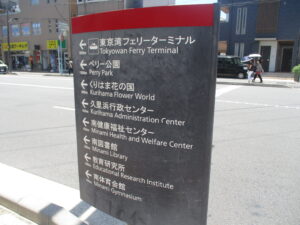 東京湾フェリーターミナル
Tokyowan Ferry Terminal
ペリー公園
Perry Park
くりはま花の国
Kurihama Flower World
久里浜行政センター
Kurihama Administration Center
南健康福祉センター
Minami Health and Welfare Center
南図書館
Minami Library
教育研究所
Educational Research Institute
南体育会館
Minami Gymnasium